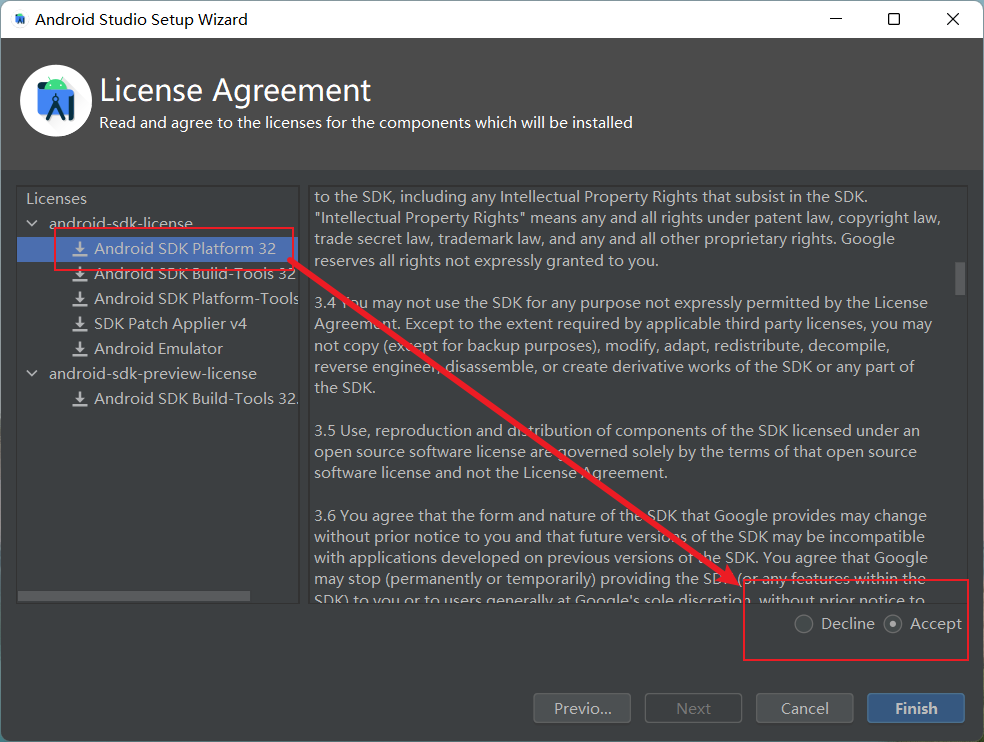 Android Studio Setup Wizard
License Agreement
Read and agree to the licenses for the components which will be installed
Licenses
android-sdk-license
Android SDK Platform 32
Android SDK Build-Tools 32
Android SDK Platform-Tools
SDK Patch Applier v4
Android Emulator
android-sdk-preview-license
Android SDK Build-Tools 32.
to the SDK, including any Intellectual Property Rights that subsist in the SDK.
"Intellectual Property Rights" means any and all rights under patent law, copyright law,
trade secret law, trademark law, and any and all other proprietary rights. Google
reserves all rights not expressly granted to you.
3.4 You may not use the SDK for any purpose not expressly permitted by the License
Agreement. Except to the extent required by applicable third party licenses, you may
not copy (except for backup purposes), modify, adapt, redistribute, decompile,
reverse engineer, disassemble, or create derivative works of the SDK or any part of
the SDK.
3.5 Use, reproduction and distribution of components of the SDK licensed under an
open source software license are governed solely by the terms of that open source
software license and not the License Agreement.
3.6 You agree that the form and nature of the SDK that Google provides may change
without prior notice to you and that future versions of the SDK may be incompatible
with applications developed on previous versions of the SDK. You agree that Google
may stop (permanently or temporarily) providing the SDK (or any features within the
SDK) to you or to users generally at Google's sole discretion, without prior notice to
Decline Accept
Previo... Next Cancel Finish